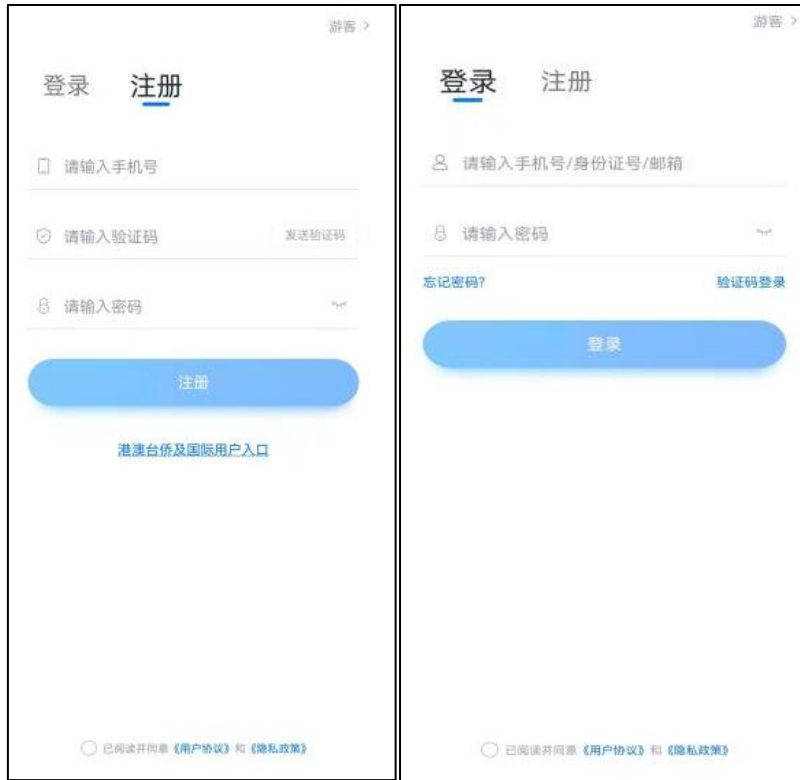 游客 >
登录 注册
请输入手机号
请输入验证码 发送验证码
请输入密码
注册
港澳台侨及国际用户入口
已阅读并同意《用户协议》和《隐私政策》
游客 >
登录 注册
请输入手机号/身份证号/邮箱
请输入密码
忘记密码? 验证码登录
登录
已阅读并同意《用户协议》和《隐私政策》